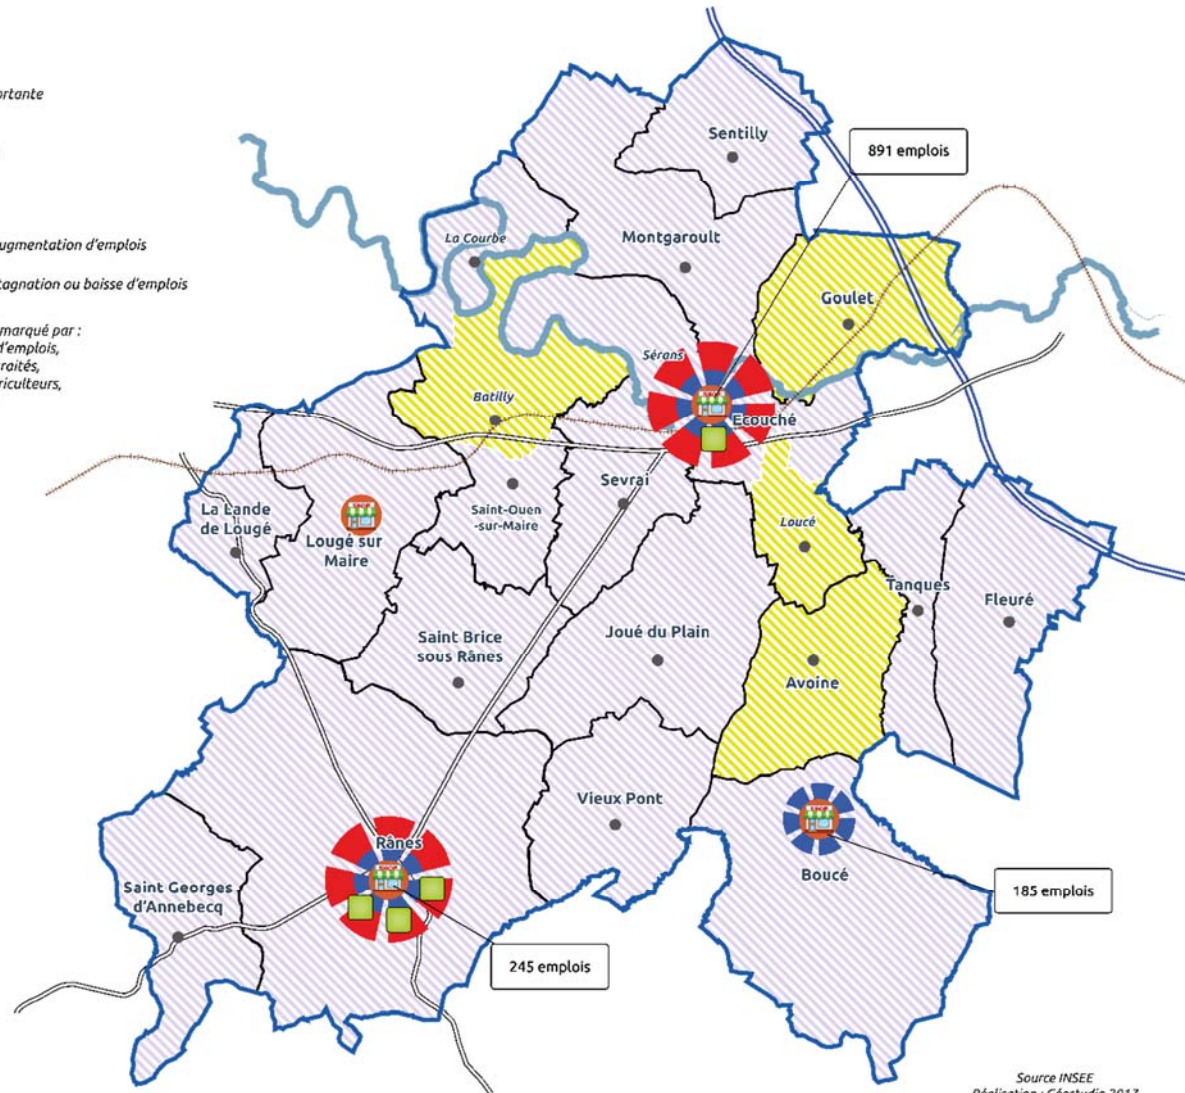 ortante
ugmentation d'emplois
tagnation ou baisse d'emplois
marqué par :
d'emplois,
raités,
riculteurs,
Sentilly
891 emplois
La Courbe
Montgaroult
Goulet
Sérans
Batilly
Ecouché
Sevrai
La Lande
de Lougé
Saint-Ouen
-sur-Maire
Lougé sur
Maire
Loucé
Tanques
Fleuré
Saint Brice
sous Rânes
Joué du Plain
Avoine
Vieux Pont
Rânes
Boucé
185 emplois
Saint Georges
d'Annebecq
245 emplois
Source INSEE